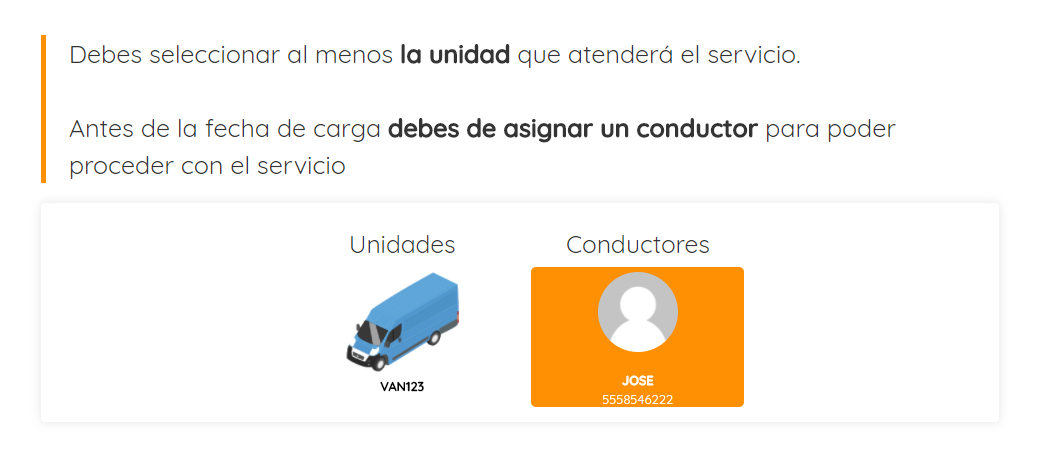 Debes seleccionar al menos la unidad que atenderá el servicio.
Antes de la fecha de carga debes de asignar un conductor para poder
proceder con el servicio
Unidades
Conductores
VAN123
JOSE
5558546222